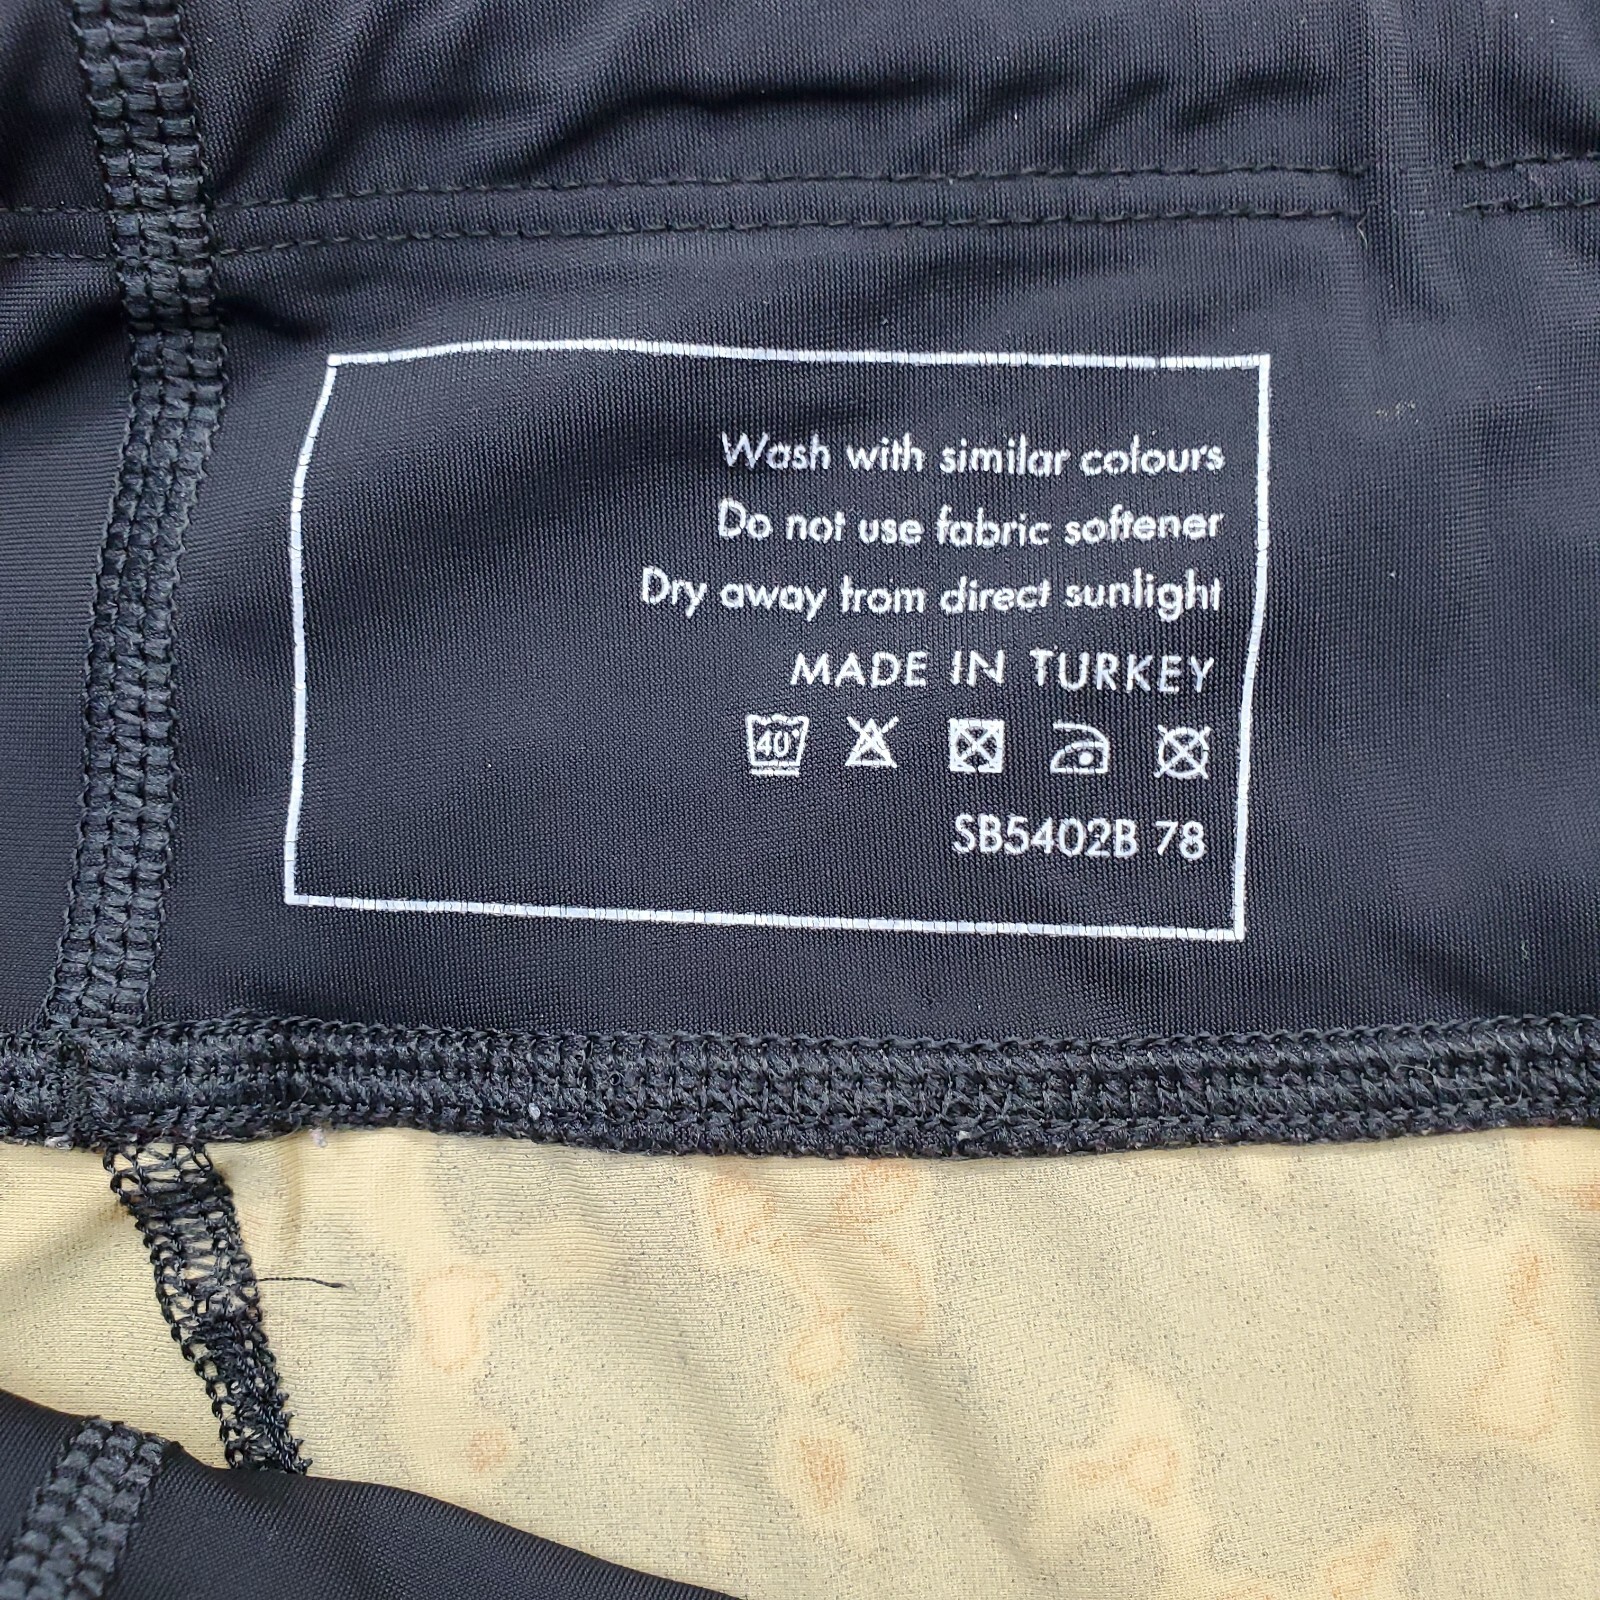 Wash with similar colours
Do not use fabric softener
Dry away from direct sunlight
MADE IN TURKEY
40°
SB5402B 78